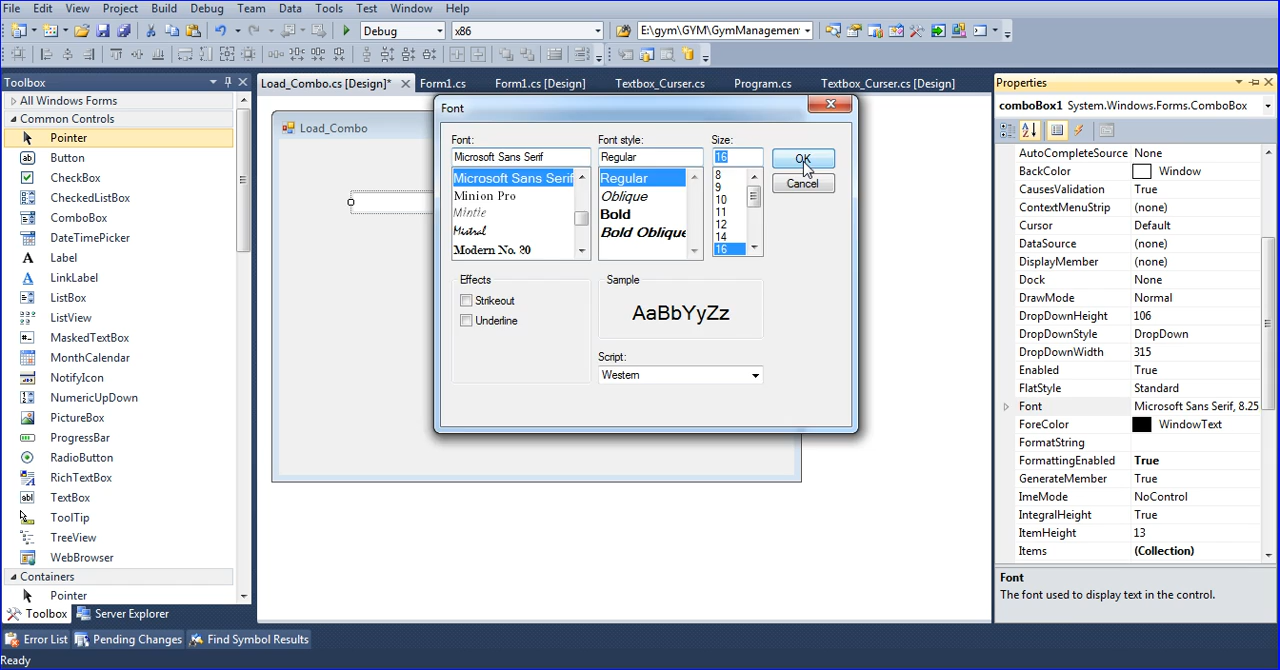 File Edit View Project Build Debug Team Data Tools Test Window Help
Debug x86 E:\gym\GYM\GymManagement
Toolbox
Load_Combo.cs [Design]* Form1.cs Form1.cs [Design] Textbox_Curser.cs Program.cs Textbox_Curser.cs [Design]
Properties
All Windows Forms
Common Controls
Pointer
Button
CheckBox
CheckedListBox
ComboBox
DateTimePicker
Label
LinkLabel
ListBox
ListView
MaskedTextBox
MonthCalendar
NotifyIcon
NumericUpDown
PictureBox
ProgressBar
RadioButton
RichTextBox
TextBox
ToolTip
TreeView
WebBrowser
Containers
Pointer
Toolbox Server Explorer
Load_Combo
Font
Font: Font style: Size:
Microsoft Sans Serif Regular 16 OK
Cancel
Microsoft Sans Serif
Minion Pro
Mintie
Mistral
Modern No. 20
Regular
Oblique
Bold
Bold Oblique
8
9
10
11
12
14
16
Effects
Strikeout
Underline
Sample
AaBbYyZz
Script:
Western
comboBox1 System.Windows.Forms.ComboBox
AutoCompleteSource None
BackColor Window
CausesValidation True
ContextMenuStrip (none)
Cursor Default
DataSource (none)
DisplayMember (none)
Dock None
DrawMode Normal
DropDownHeight 106
DropDownStyle DropDown
DropDownWidth 315
Enabled True
FlatStyle Standard
Font Microsoft Sans Serif, 8.25
ForeColor WindowText
FormatString
FormattingEnabled True
GenerateMember True
ImeMode NoControl
IntegralHeight True
ItemHeight 13
Items (Collection)
Font
The font used to display text in the control.
Error List Pending Changes Find Symbol Results
Ready